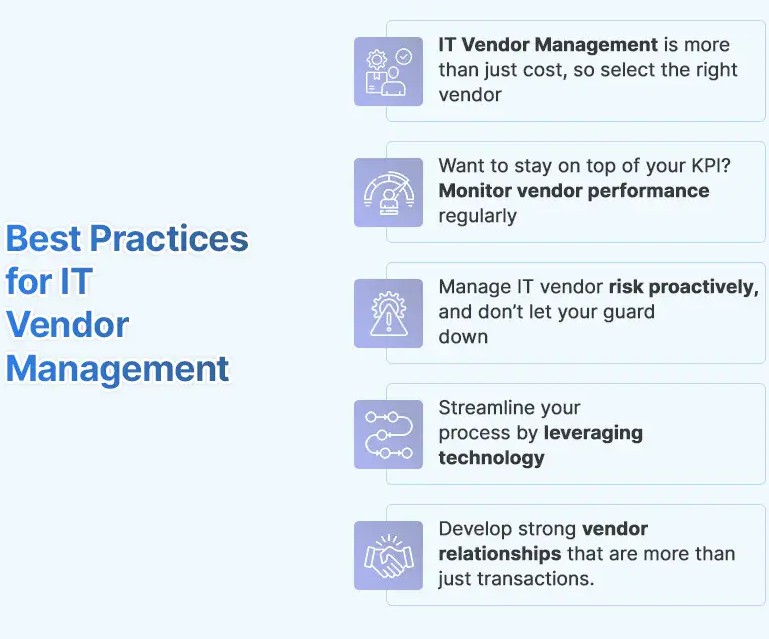 Best Practices
for IT
Vendor
Management
IT Vendor Management is more
than just cost, so select the right
vendor
Want to stay on top of your KPI?
Monitor vendor performance
regularly
Manage IT vendor risk proactively,
and don’t let your guard
down
Streamline your
process by leveraging
technology
Develop strong vendor
relationships that are more than
just transactions.